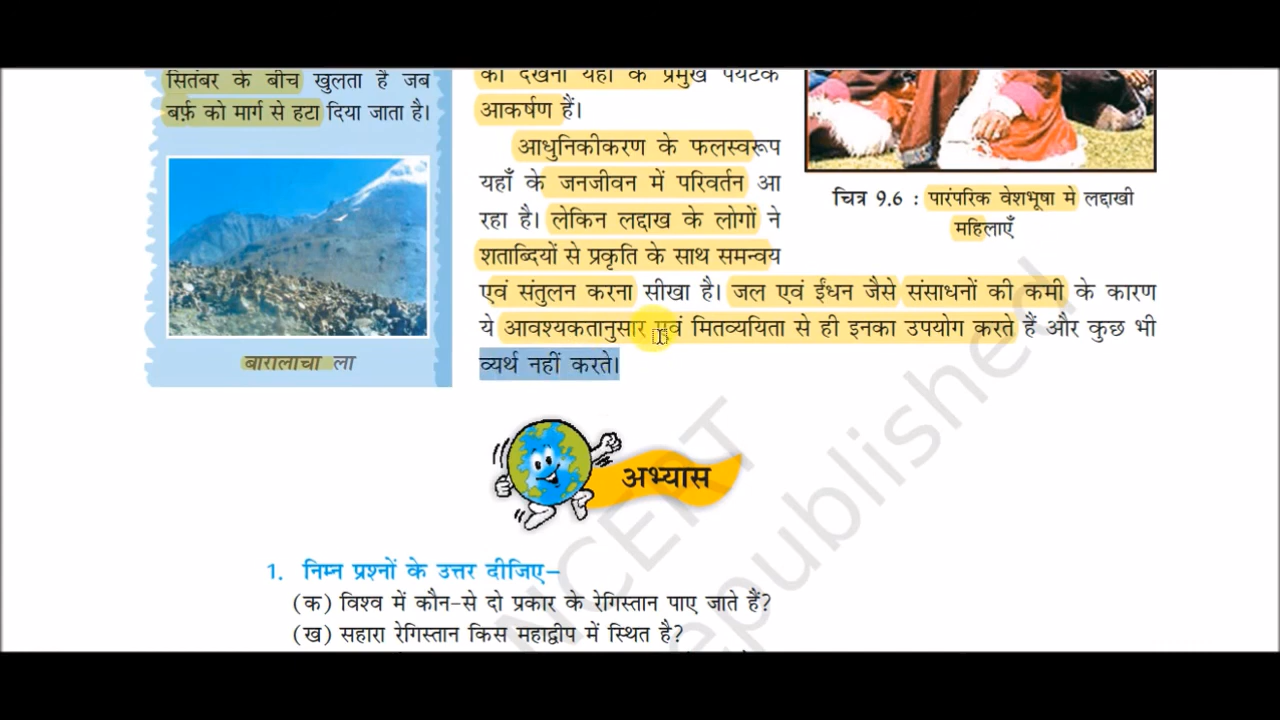 सितंबर के बीच खुलता है जब
बर्फ़ को मार्ग से हटा दिया जाता है।
बारालाचा ला
को देखना यहाँ के प्रमुख पर्यटक
आकर्षण हैं।
आधुनिकीकरण के फलस्वरूप
यहाँ के जनजीवन में परिवर्तन आ
रहा है। लेकिन लद्दाख के लोगों ने
शताब्दियों से प्रकृति के साथ समन्वय
एवं संतुलन करना सीखा है। जल एवं ईंधन जैसे संसाधनों की कमी के कारण
ये आवश्यकतानुसार एवं मितव्ययिता से ही इनका उपयोग करते हैं और कुछ भी
व्यर्थ नहीं करते।
चित्र 9.6 : पारंपरिक वेशभूषा मे लद्दाखी
महिलाएँ
अभ्यास
1. निम्न प्रश्नों के उत्तर दीजिए–
(क) विश्व में कौन-से दो प्रकार के रेगिस्तान पाए जाते हैं?
(ख) सहारा रेगिस्तान किस महाद्वीप में स्थित है?
NCERT
republished